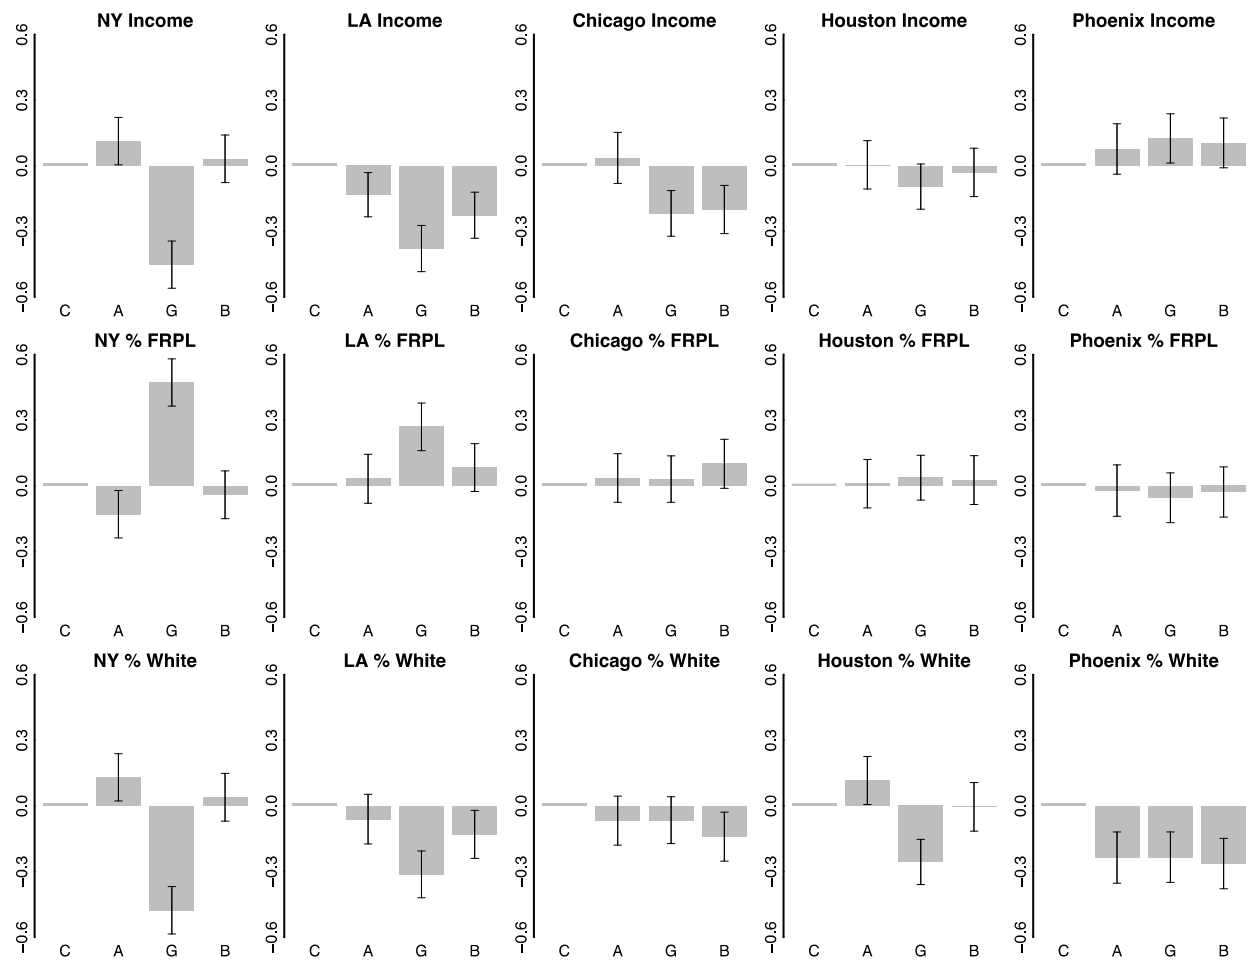 NY Income LA Income Chicago Income Houston Income Phoenix Income
0.6 0.6 0.6 0.6 0.6
0.3 0.3 0.3 0.3 0.3
0.0 0.0 0.0 0.0 0.0
−0.3 −0.3 −0.3 −0.3 −0.3
−0.6 −0.6 −0.6 −0.6 −0.6
C A G B C A G B C A G B C A G B C A G B
NY % FRPL LA % FRPL Chicago % FRPL Houston % FRPL Phoenix % FRPL
0.6 0.6 0.6 0.6 0.6
0.3 0.3 0.3 0.3 0.3
0.0 0.0 0.0 0.0 0.0
−0.3 −0.3 −0.3 −0.3 −0.3
−0.6 −0.6 −0.6 −0.6 −0.6
C A G B C A G B C A G B C A G B C A G B
NY % White LA % White Chicago % White Houston % White Phoenix % White
0.6 0.6 0.6 0.6 0.6
0.3 0.3 0.3 0.3 0.3
0.0 0.0 0.0 0.0 0.0
−0.3 −0.3 −0.3 −0.3 −0.3
−0.6 −0.6 −0.6 −0.6 −0.6
C A G B C A G B C A G B C A G B C A G B